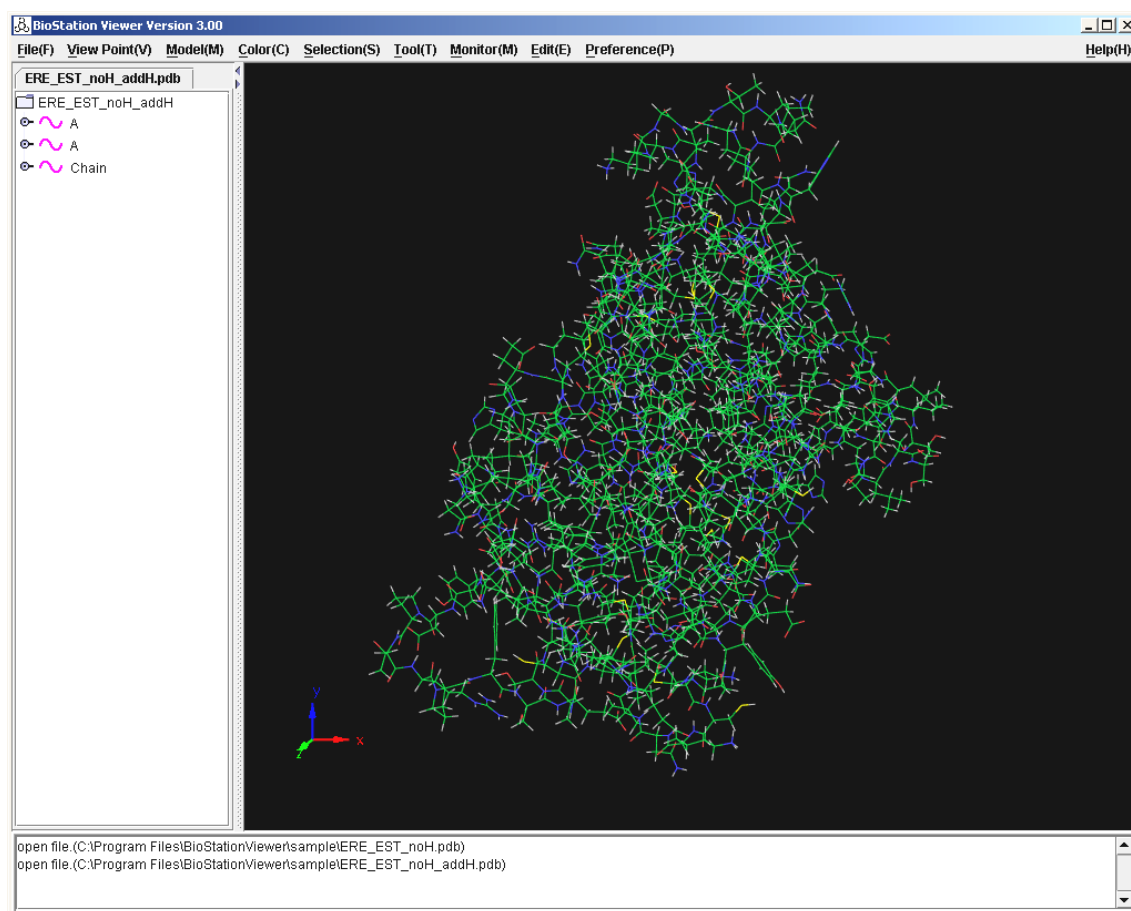 BioStation Viewer Version 3.00
File(F) View Point(V) Model(M) Color(C) Selection(S) Tool(T) Monitor(M) Edit(E) Preference(P) Help(H)
ERE_EST_noH_addH.pdb
ERE_EST_noH_addH
A
A
Chain
y
x
z
open file.(C:\Program Files\BioStationViewer\sample\ERE_EST_noH.pdb)
open file.(C:\Program Files\BioStationViewer\sample\ERE_EST_noH_addH.pdb)